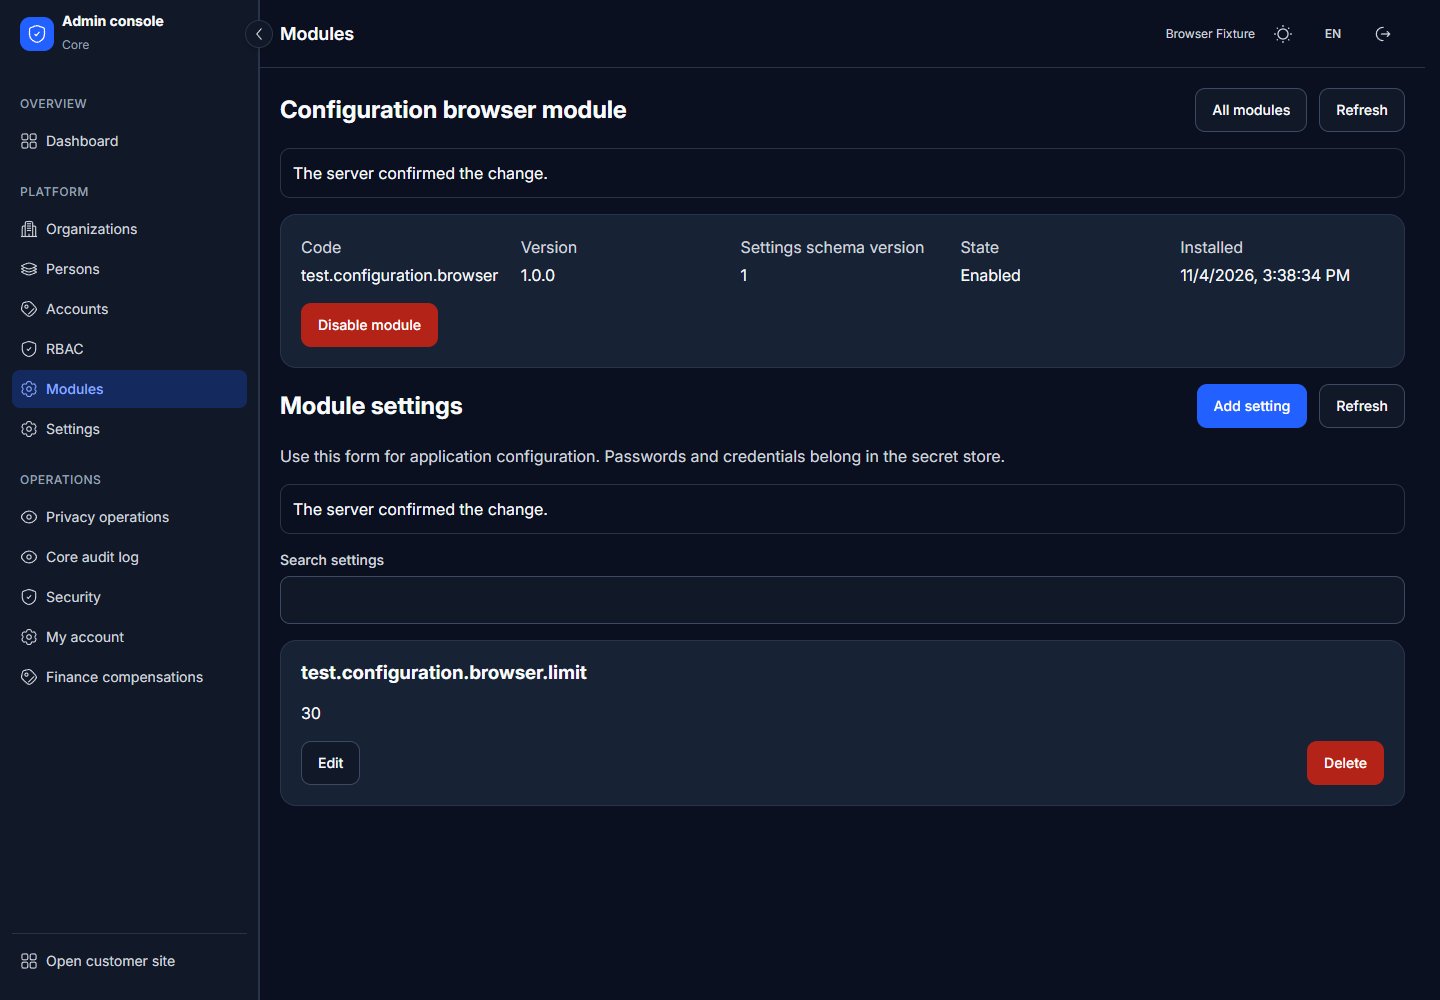 Admin console
Core
OVERVIEW
Dashboard
PLATFORM
Organizations
Persons
Accounts
RBAC
Modules
Settings
OPERATIONS
Privacy operations
Core audit log
Security
My account
Finance compensations
Open customer site
Modules
Browser Fixture
EN
Configuration browser module
All modules
Refresh
The server confirmed the change.
Code
test.configuration.browser
Version
1.0.0
Settings schema version
1
State
Enabled
Installed
11/4/2026, 3:38:34 PM
Disable module
Module settings
Add setting
Refresh
Use this form for application configuration. Passwords and credentials belong in the secret store.
The server confirmed the change.
Search settings
test.configuration.browser.limit
30
Edit
Delete